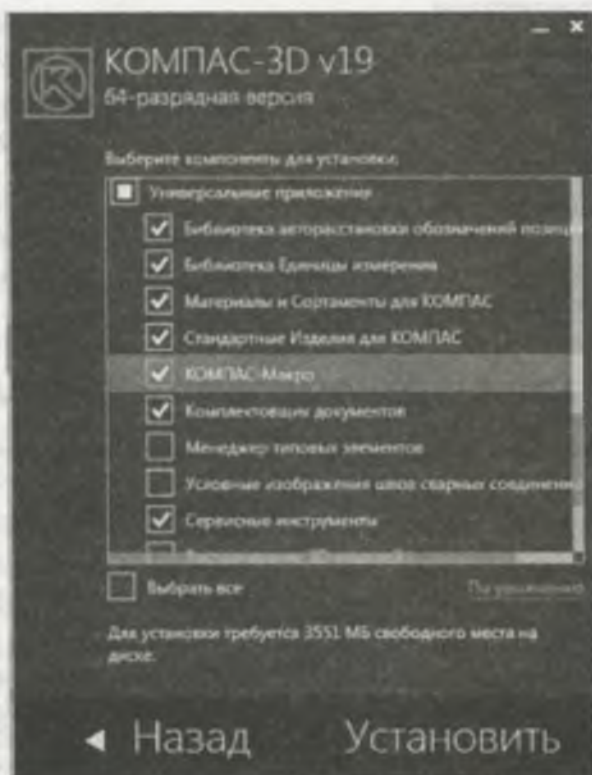 КОМПАС-3D v19
64-разрядная версия
Выберите компоненты для установки:
Универсальные приложения
Библиотека авторасстановки обозначений позиц
Библиотека Единицы измерения
Материалы и Сортаменты для КОМПАС
Стандартные Изделия для КОМПАС
КОМПАС-Макро
Комплектовщик документов
Менеджер типовых элементов
Условные изображения швов сварных соединени
Сервисные инструменты
Выбрать все
По умолчанию
Для установки требуется 3551 МБ свободного места на
диске.
Назад
Установить